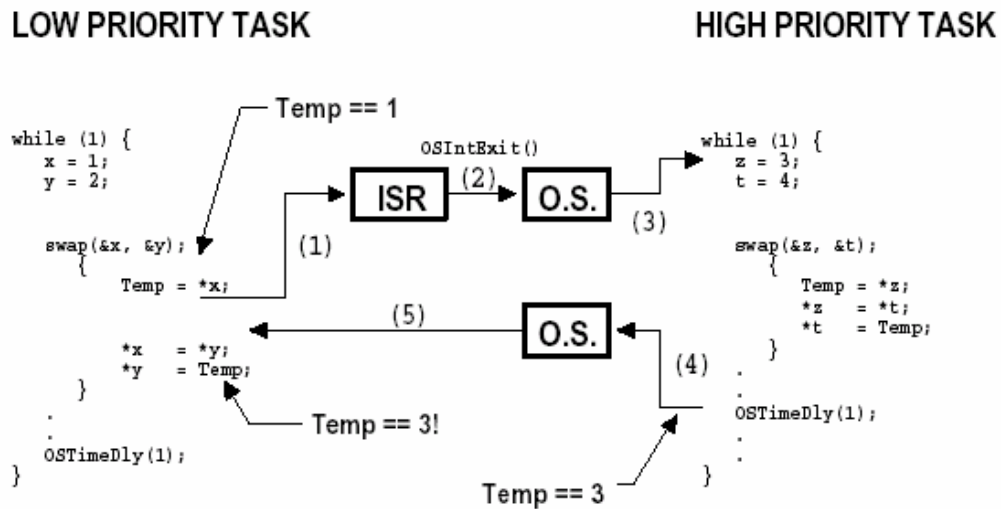 LOW PRIORITY TASK
HIGH PRIORITY TASK
Temp == 1
while (1) {
x = 1;
y = 2;
OSIntExit()
while (1) {
z = 3;
t = 4;
ISR
(2)
O.S.
(3)
(1)
swap(&x, &y);
{
Temp = *x;
swap(&z, &t);
{
Temp = *z;
*z = *t;
*t = Temp;
}
(5)
O.S.
(4)
*x = *y;
*y = Temp;
}
.
.
OSTimeDly(1);
}
Temp == 3!
.
.
OSTimeDly(1);
.
.
}
Temp == 3